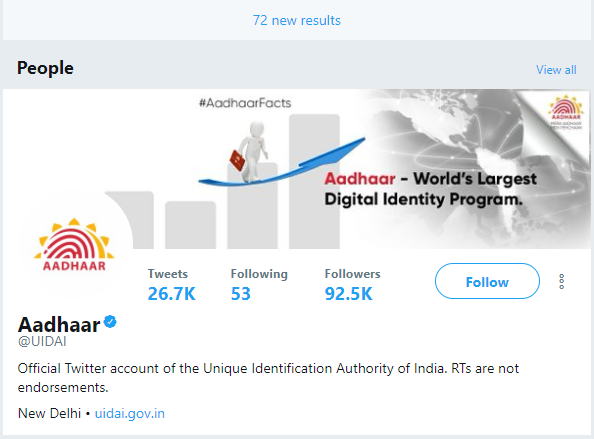 72 new results
People
View all
#AadhaarFacts
AADHAAR
Aadhaar - World's Largest
Digital Identity Program.
AADHAAR
Tweets
Following
Followers
26.7K
53
92.5K
Follow
Aadhaar
@UIDAI
Official Twitter account of the Unique Identification Authority of India. RTs are not
endorsements.
New Delhi • uidai.gov.in